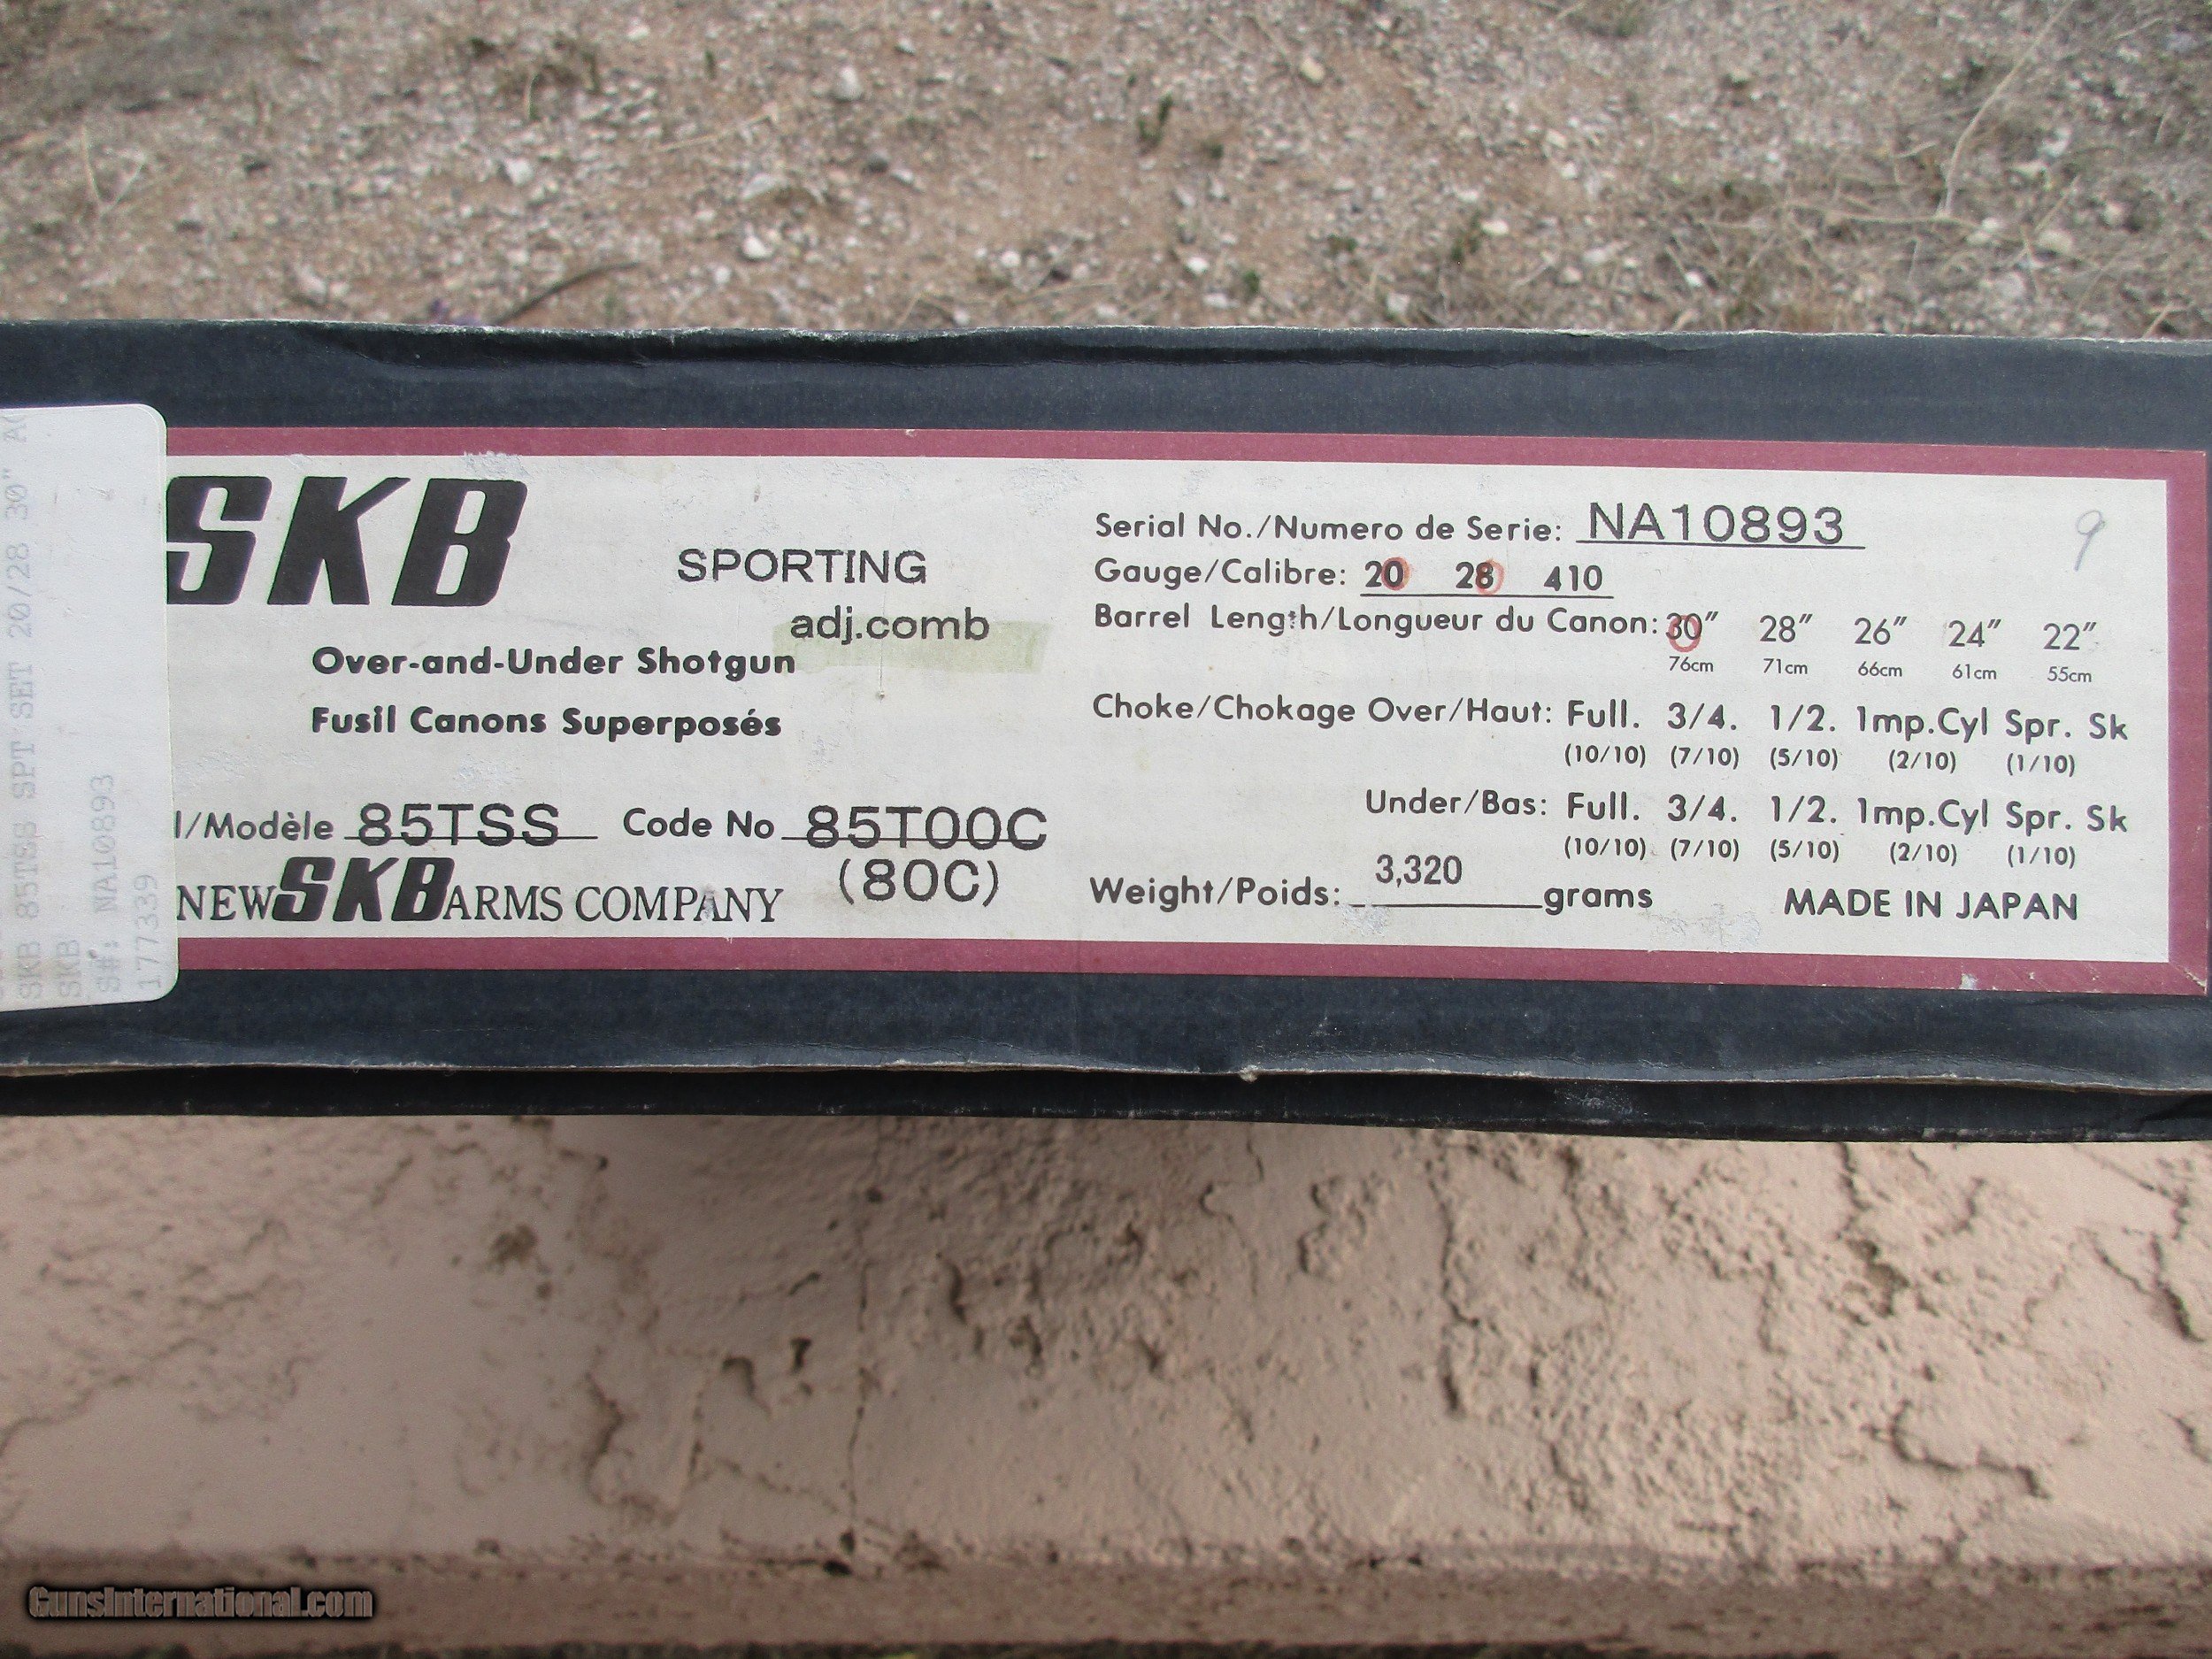 SKB
SPORTING
adj.comb
Over-and-Under Shotgun
Fusil Canons Superposés
l/Modèle 85TSS Code No 85T00C
(80C)
NEW SKB ARMS COMPANY
Serial No./Numero de Serie: NA10893
9
Gauge/Calibre: 20 28 410
Barrel Length/Longueur du Canon: 30" 28" 26" 24" 22"
76cm 71cm 66cm 61cm 55cm
Choke/Chokage Over/Haut: Full. 3/4. 1/2. 1mp.Cyl Spr. Sk
(10/10) (7/10) (5/10) (2/10) (1/10)
Under/Bas: Full. 3/4. 1/2. 1mp.Cyl Spr. Sk
(10/10) (7/10) (5/10) (2/10) (1/10)
Weight/Poids: 3,320 grams
MADE IN JAPAN
SKB 85TSS SPT SET 20/28 30"
SKB
S#: NA10893
177339
GunsInternational.com